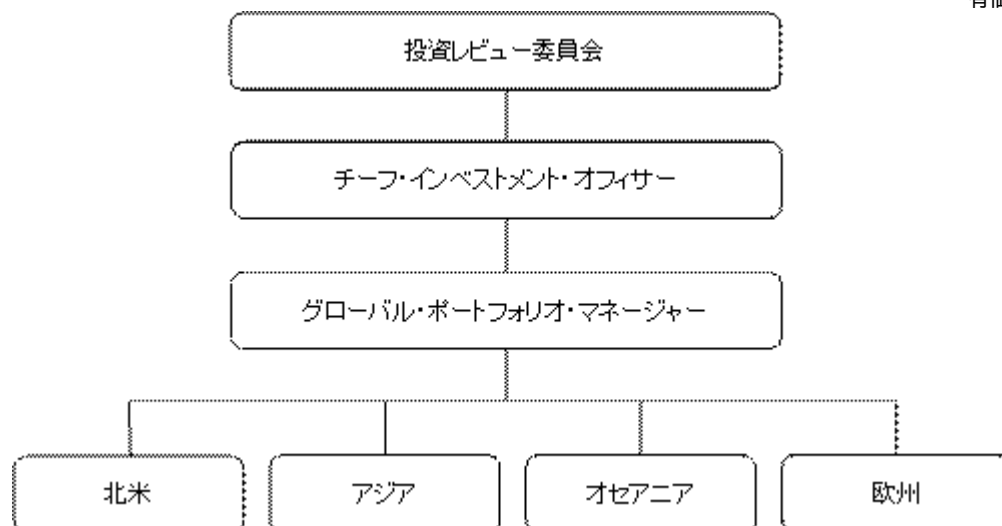 投資レビュー委員会
チーフ・インベストメント・オフィサー
グローバル・ポートフォリオ・マネージャー
北米
アジア
オセアニア
欧州